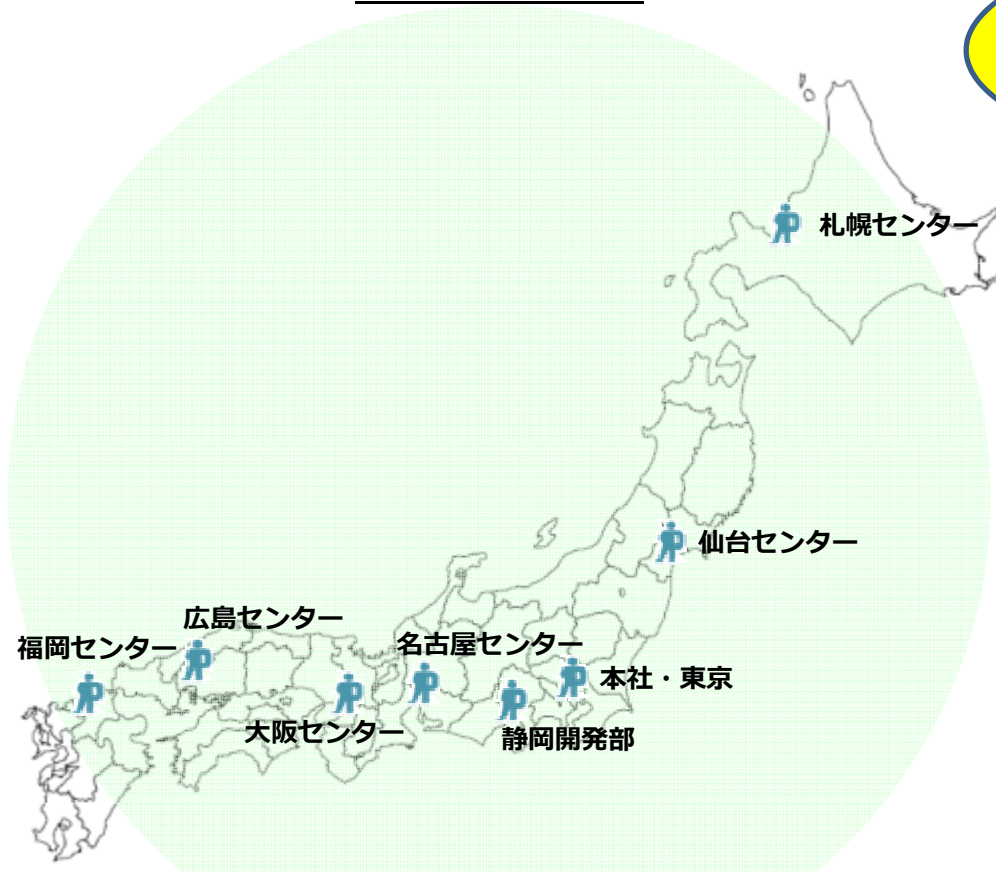 札幌センター
仙台センター
広島センター
福岡センター
名古屋センター
本社・東京
大阪センター
静岡開発部